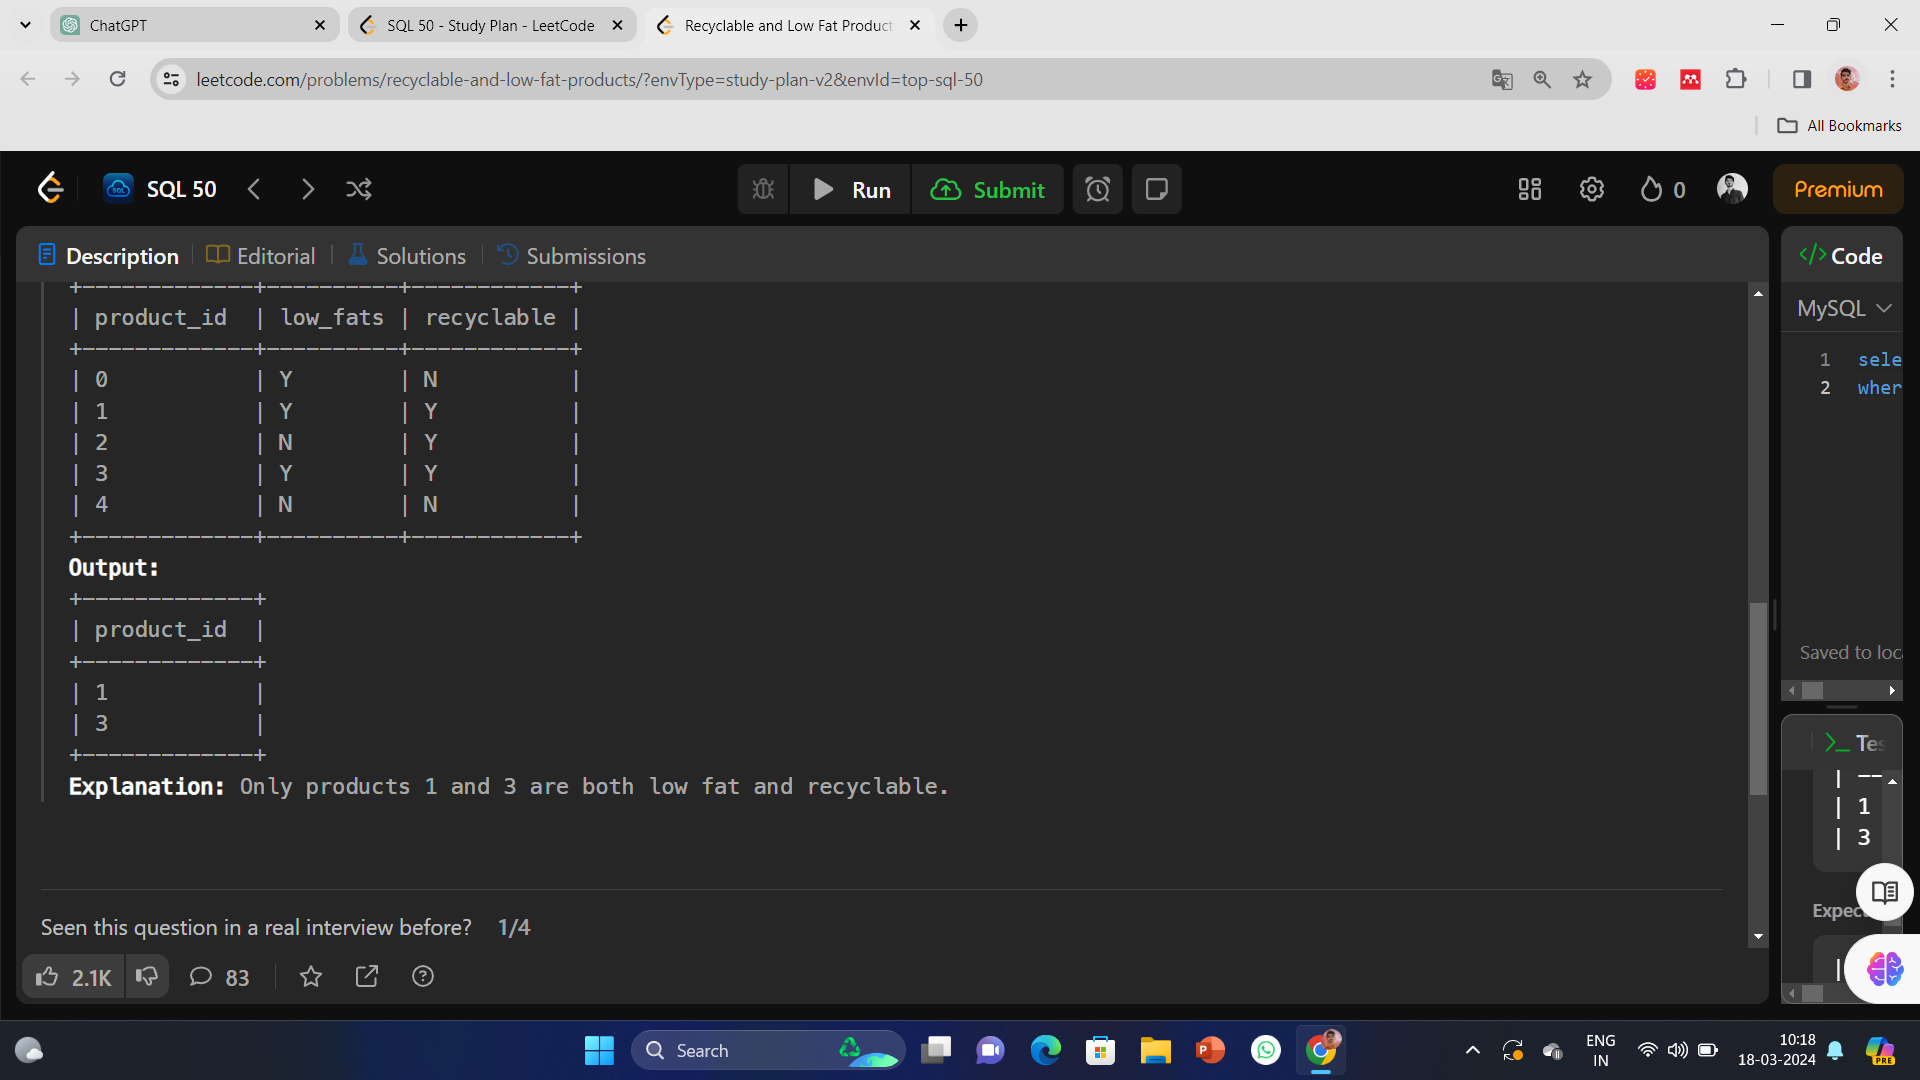 ChatGPT
SQL 50 - Study Plan - LeetCode
Recyclable and Low Fat Product
leetcode.com/problems/recyclable-and-low-fat-products/?envType=study-plan-v2&envId=top-sql-50
All Bookmarks
SQL 50
Run
Submit
0
Premium
Description
Editorial
Solutions
Submissions
+-------------+----------+------------+
| product_id  | low_fats | recyclable |
+-------------+----------+------------+
| 0           | Y        | N          |
| 1           | Y        | Y          |
| 2           | N        | Y          |
| 3           | Y        | Y          |
| 4           | N        | N          |
+-------------+----------+------------+
Output:
+-------------+
| product_id  |
+-------------+
| 1           |
| 3           |
+-------------+
Explanation: Only products 1 and 3 are both low fat and recyclable.
Seen this question in a real interview before? 1/4
2.1K
83
</> Code
MySQL
1 sele
2 wher
Saved to loc
>_ Tes
| --
| 1
| 3
Expec
|
Search
ENG
IN
10:18
18-03-2024
PRE